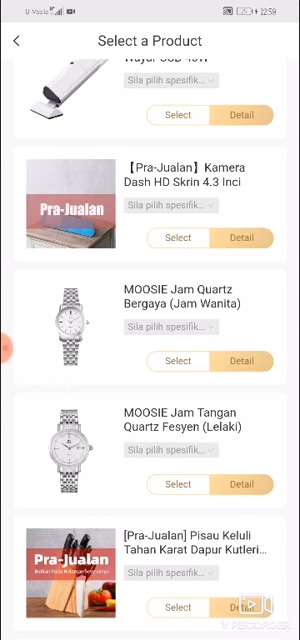 U Mobile
12:59
Select a Product
Sila pilih spesifik...
Select
Detail
Pra-Jualan
【Pra-Jualan】Kamera
Dash HD Skrin 4.3 Inci
Sila pilih spesifik...
Select
Detail
MOOSIE Jam Quartz
Bergaya (Jam Wanita)
Sila pilih spesifik...
Select
Detail
MOOSIE Jam Tangan
Quartz Fesyen (Lelaki)
Sila pilih spesifik...
Select
Detail
Pra-Jualan
[Pra-Jualan] Pisau Keluli
Tahan Karat Dapur Kutleri...
Sila pilih spesifik...
Select
Detail
V RECORDER